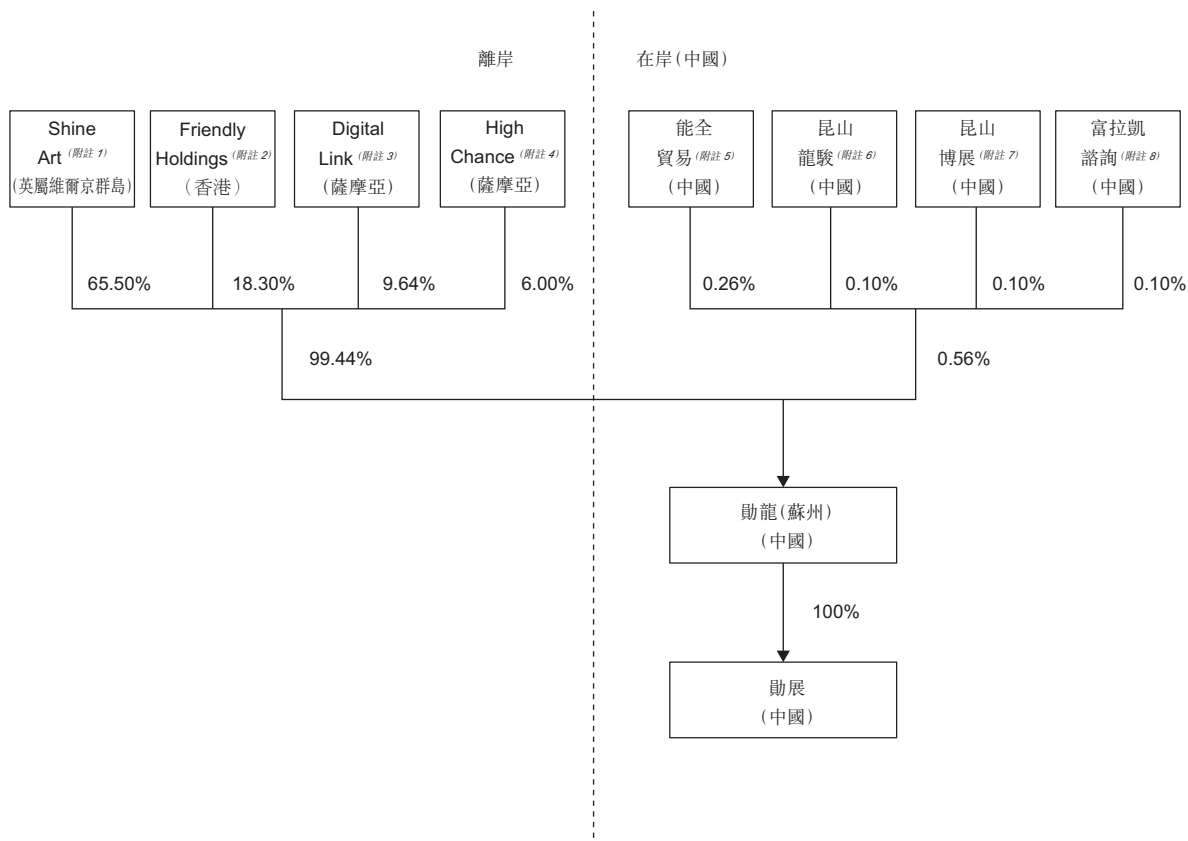 離岸
在岸(中國)
Shine
Art (附註 1)
(英屬維爾京群島)
Friendly
Holdings (附註 2)
(香港)
Digital
Link (附註 3)
(薩摩亞)
High
Chance (附註 4)
(薩摩亞)
能全
貿易 (附註 5)
(中國)
昆山
龍駿 (附註 6)
(中國)
昆山
博展 (附註 7)
(中國)
富拉凱
諮詢 (附註 8)
(中國)
65.50%
18.30%
9.64%
6.00%
0.26%
0.10%
0.10%
0.10%
99.44%
0.56%
勛龍(蘇州)
(中國)
100%
勛展
(中國)